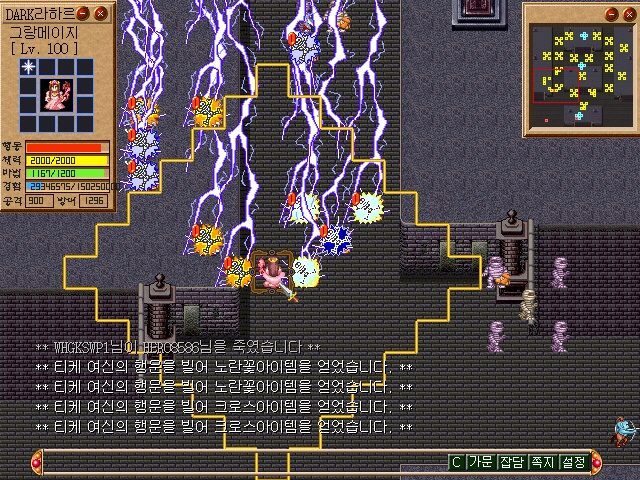 DARK라하르
그랑메이지
[ Lv. 100 ]
행동
체력 2000/2000
마법 1167/1200
경험 29346575/15025000
공격 900 방어 1296
** WHGKSWP1님이 HERO8586님을 죽였습니다 **
** 티케 여신의 행운을 빌어 노란꽃아이템을 얻었습니다. **
** 티케 여신의 행운을 빌어 노란꽃아이템을 얻었습니다. **
** 티케 여신의 행운을 빌어 크로스아이템을 얻었습니다. **
** 티케 여신의 행운을 빌어 크로스아이템을 얻었습니다. **
C 가문 잡담 쪽지 설정